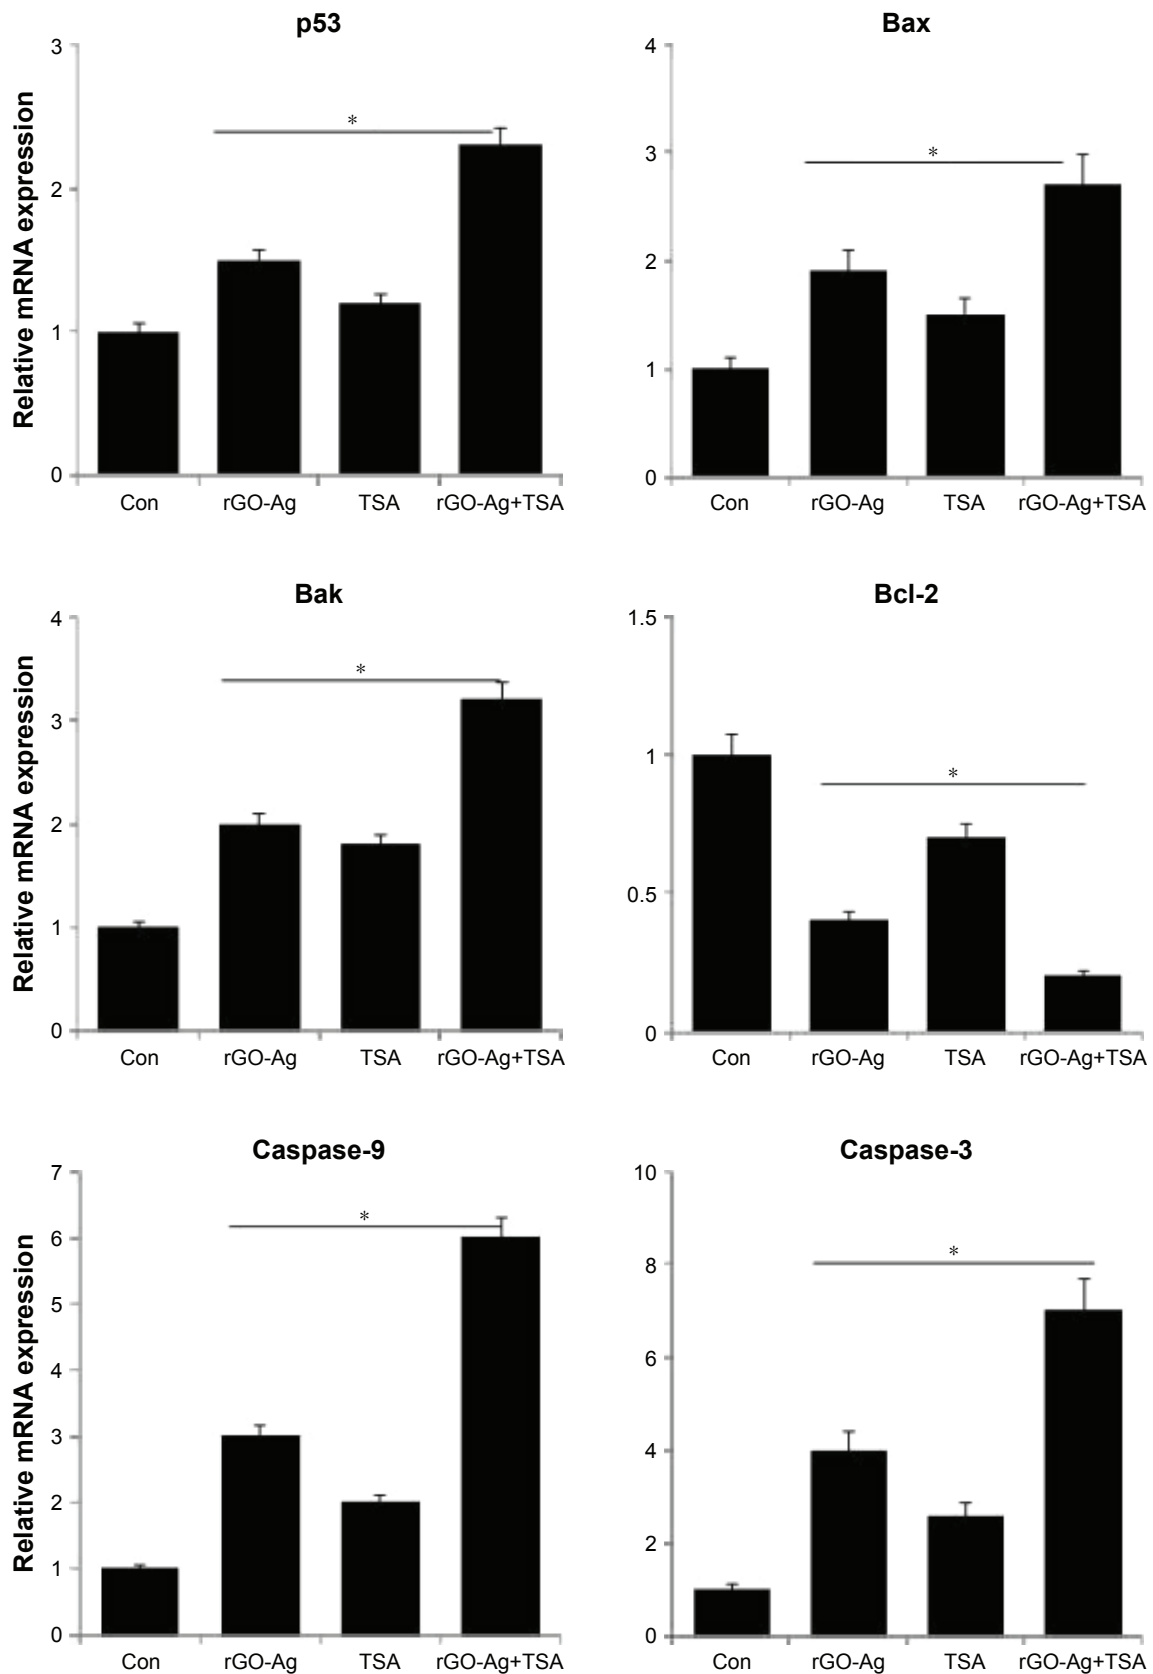 p53
Relative mRNA expression
3
2
1
0
*
Con rGO-Ag TSA rGO-Ag+TSA
Bax
4
3
2
1
0
*
Con rGO-Ag TSA rGO-Ag+TSA
Bak
Relative mRNA expression
4
3
2
1
0
*
Con rGO-Ag TSA rGO-Ag+TSA
Bcl-2
1.5
1
0.5
0
*
Con rGO-Ag TSA rGO-Ag+TSA
Caspase-9
Relative mRNA expression
7
6
5
4
3
2
1
0
*
Con rGO-Ag TSA rGO-Ag+TSA
Caspase-3
10
8
6
4
2
0
*
Con rGO-Ag TSA rGO-Ag+TSA